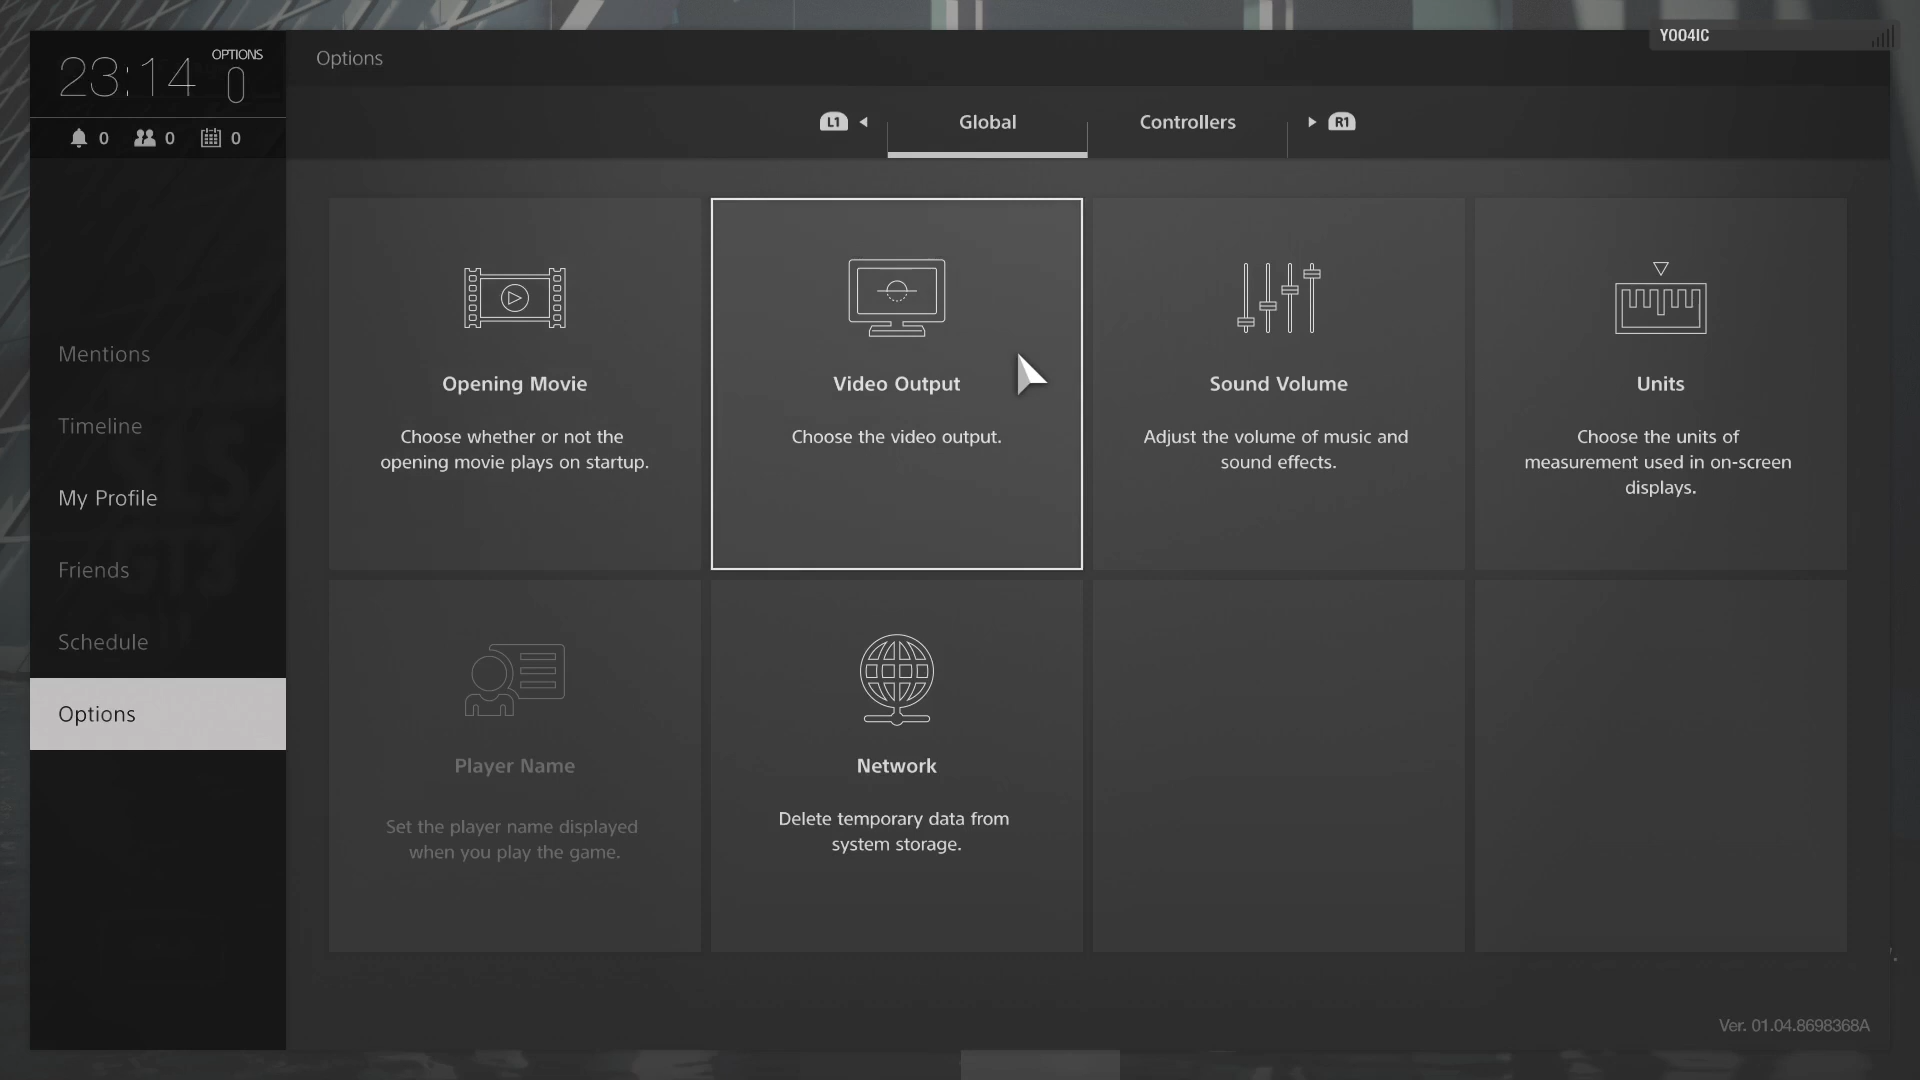 YOO4IC
23:14
OPTIONS
Options
0
0
0
L1
Global
Controllers
R1
Mentions
Timeline
My Profile
Friends
Schedule
Options
Opening Movie
Choose whether or not the
opening movie plays on startup.
Video Output
Choose the video output.
Sound Volume
Adjust the volume of music and
sound effects.
Units
Choose the units of
measurement used in on-screen
displays.
Player Name
Set the player name displayed
when you play the game.
Network
Delete temporary data from
system storage.
Ver. 01.04.8698368A